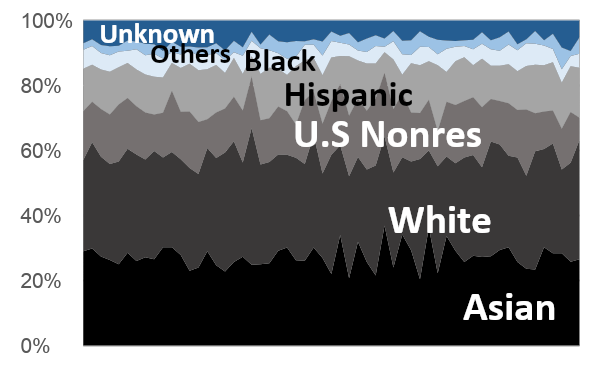 100%
Unknown
Others
Black
80%
Hispanic
U.S Nonres
60%
40%
White
20%
Asian
0%